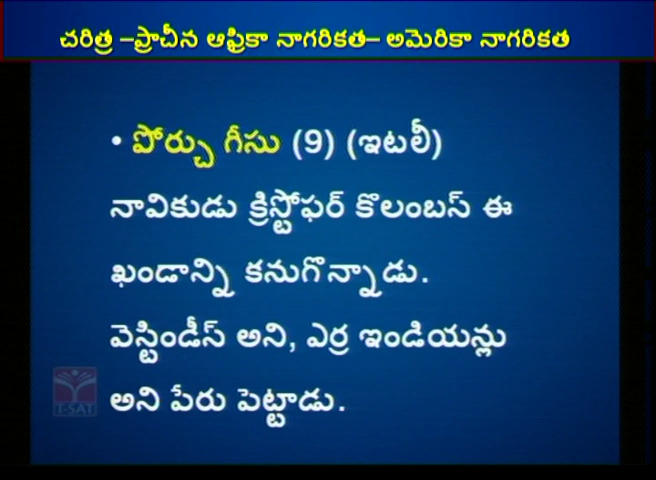 చరిత్ర –ప్రాచీన ఆఫ్రికా నాగరికత– అమెరికా నాగరికత
• పోర్చు గీసు (9) (ఇటలీ)
నావికుడు క్రిస్టోఫర్ కొలంబస్ ఈ
ఖండాన్ని కనుగొన్నాడు.
వెస్టిండీస్ అని, ఎర్ర ఇండియన్లు
అని పేరు పెట్టాడు.
T-SAT